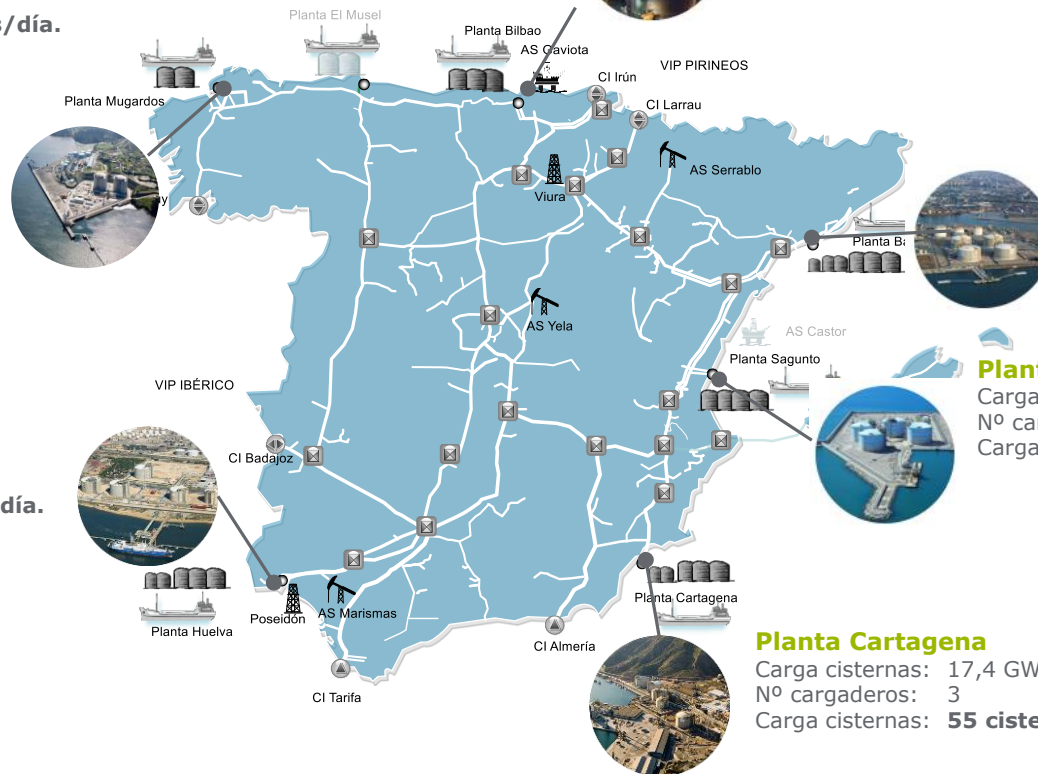 s/día.
Planta El Musel
Planta Bilbao
AS Gaviota
CI Irún
VIP PIRINEOS
Planta Mugardos
CI Larrau
AS Serrablo
Viura
uy
Planta Ba
AS Yela
AS Castor
Planta Sagunto
VIP IBÉRICO
Plant
Carga
Nº car
Carga
CI Badajoz
día.
Poseidón
AS Marismas
Planta Huelva
Planta Cartagena
CI Almería
CI Tarifa
Planta Cartagena
Carga cisternas: 17,4 GW
Nº cargaderos: 3
Carga cisternas: 55 ciste